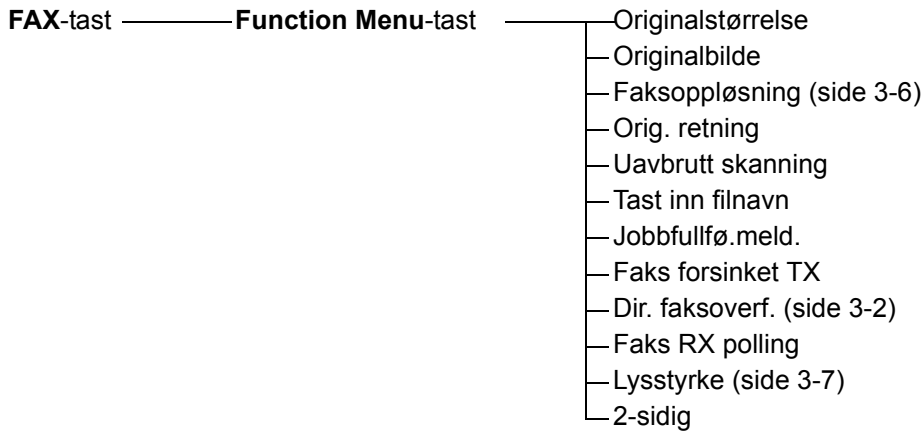 FAX-tast Function Menu-tast Originalstørrelse
Originalbilde
Faksoppløsning (side 3-6)
Orig. retning
Uavbrutt skanning
Tast inn filnavn
Jobbfullfø.meld.
Faks forsinket TX
Dir. faksoverf. (side 3-2)
Faks RX polling
Lysstyrke (side 3-7)
2-sidig